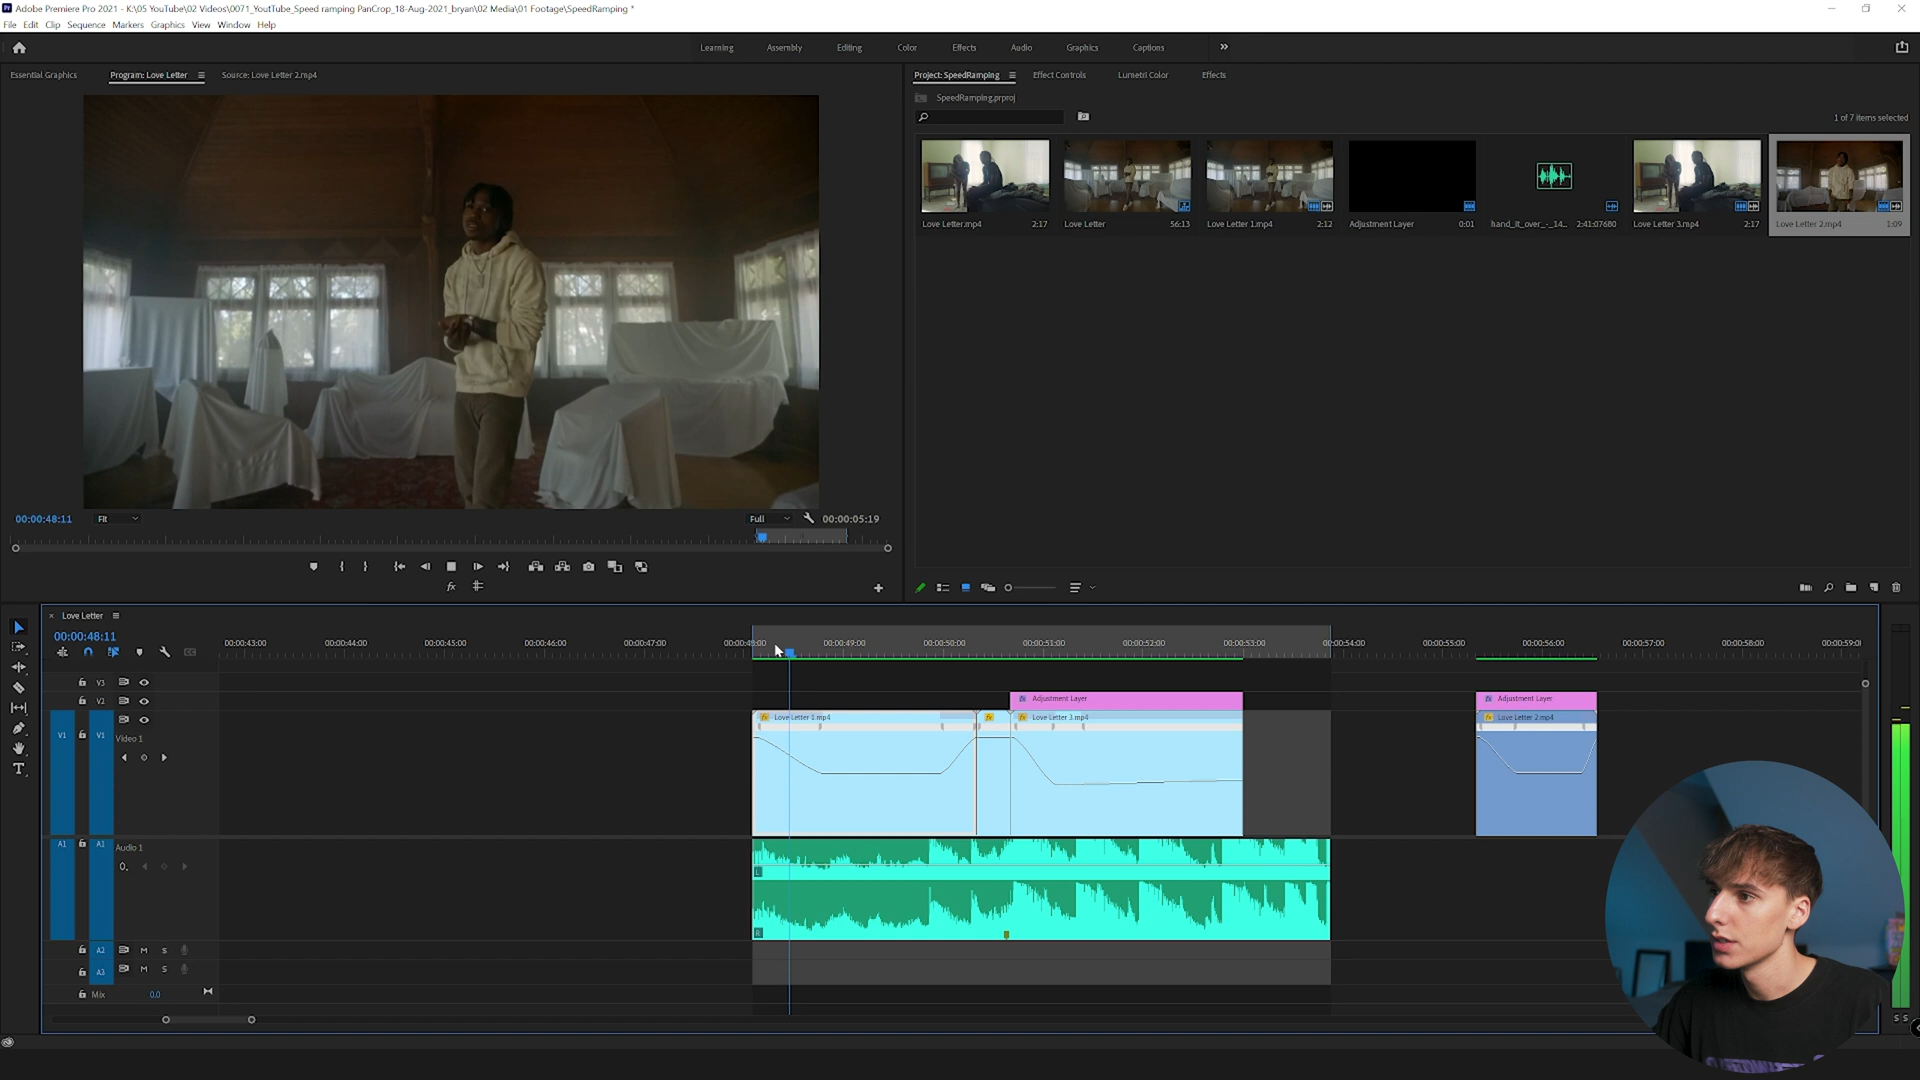 Adobe Premiere Pro 2021 - K:\05 YouTube\02 Videos\0071_YoutTube_Speed ramping PanCrop_18-Aug-2021_bryan\02 Media\01 Footage\SpeedRamping *
File Edit Clip Sequence Markers Graphics View Window Help
Learning Assembly Editing Color Effects Audio Graphics Captions
Essential Graphics Program: Love Letter Source: Love Letter 2.mp4 Project: SpeedRamping Effect Controls Lumetri Color Effects
SpeedRamping.prproj
1 of 7 items selected
Love Letter.mp4 2:17 Love Letter 56:13 Love Letter 1.mp4 2:12 Adjustment Layer 0:01 hand_it_over_-_14... 2:41:07680 Love Letter 3.mp4 2:17 Love Letter 2.mp4 1:09
00:00:48:11 Fit Full 00:00:05:19
Love Letter
00:00:48:11
00:00:43:00 00:00:44:00 00:00:45:00 00:00:46:00 00:00:47:00 00:00:49:00 00:00:50:00 00:00:51:00 00:00:52:00 00:00:53:00 00:00:54:00 00:00:55:00 00:00:56:00 00:00:57:00 00:00:58:00
V3
V2 Adjustment Layer Adjustment Layer
Love Letter 1.mp4 fx Love Letter 3.mp4 Love Letter 2.mp4
V1 V1 Video 1
A1 A1 Audio 1
L
R
A2 M S
A3 M S
Mix 0.0
S S